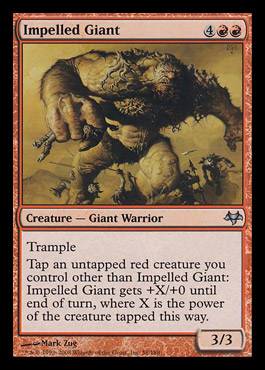 Impelled Giant 4
Creature — Giant Warrior
Trample
Tap an untapped red creature you
control other than Impelled Giant:
Impelled Giant gets +X/+0 until
end of turn, where X is the power
of the creature tapped this way.
Mark Zug
3/3